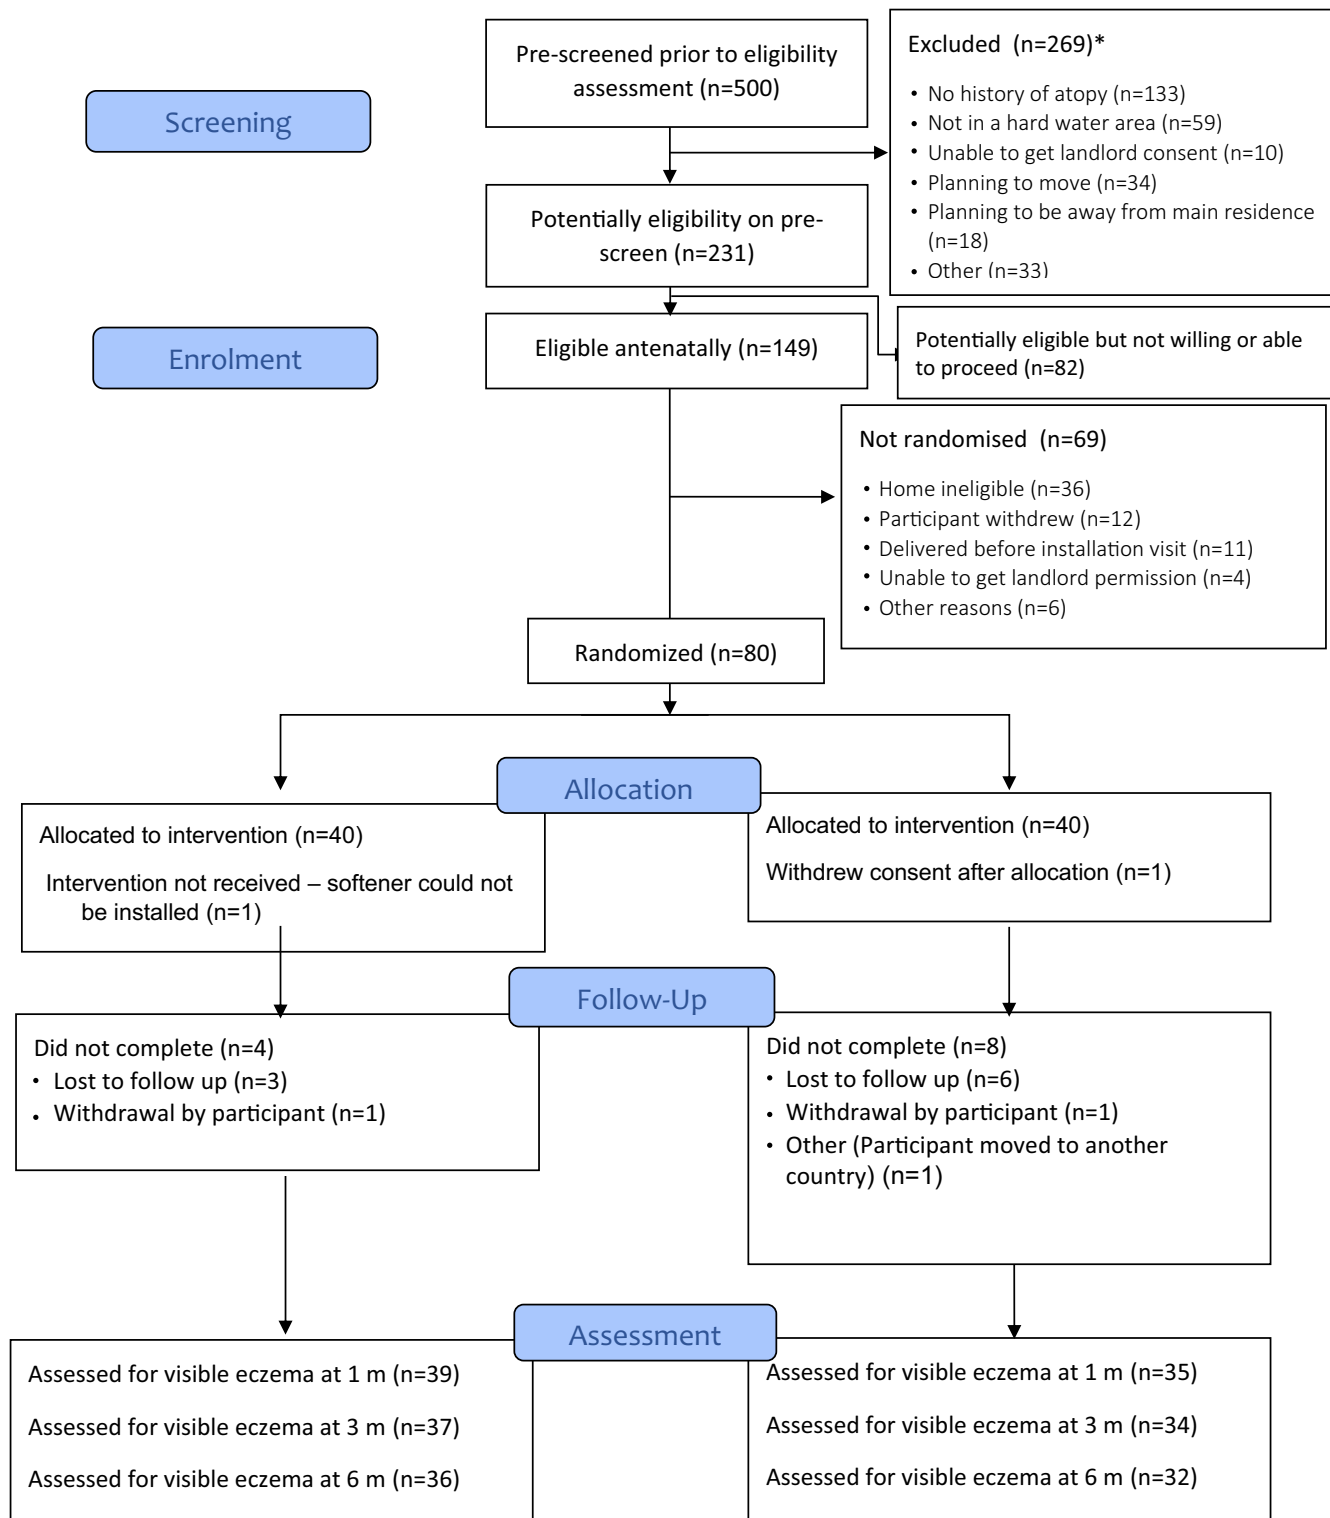 Pre-screened prior to eligibility
assessment (n=500)
Excluded  (n=269)*
• No history of atopy (n=133)
• Not in a hard water area (n=59)
• Unable to get landlord consent (n=10)
• Planning to move (n=34)
• Planning to be away from main residence
(n=18)
• Other (n=33)
Screening
Potentially eligibility on pre-
screen (n=231)
Enrolment
Eligible antenatally (n=149)
Potentially eligible but not willing or able
to proceed (n=82)
Not randomised  (n=69)
• Home ineligible (n=36)
• Participant withdrew (n=12)
• Delivered before installation visit (n=11)
• Unable to get landlord permission (n=4)
• Other reasons (n=6)
Randomized (n=80)
Allocation
Allocated to intervention (n=40)
Intervention not received – softener could not
be installed (n=1)
Allocated to intervention (n=40)
Withdrew consent after allocation (n=1)
Follow-Up
Did not complete (n=4)
• Lost to follow up (n=3)
• Withdrawal by participant (n=1)
Did not complete (n=8)
• Lost to follow up (n=6)
• Withdrawal by participant (n=1)
• Other (Participant moved to another
country) (n=1)
Assessment
Assessed for visible eczema at 1 m (n=39)
Assessed for visible eczema at 3 m (n=37)
Assessed for visible eczema at 6 m (n=36)
Assessed for visible eczema at 1 m (n=35)
Assessed for visible eczema at 3 m (n=34)
Assessed for visible eczema at 6 m (n=32)